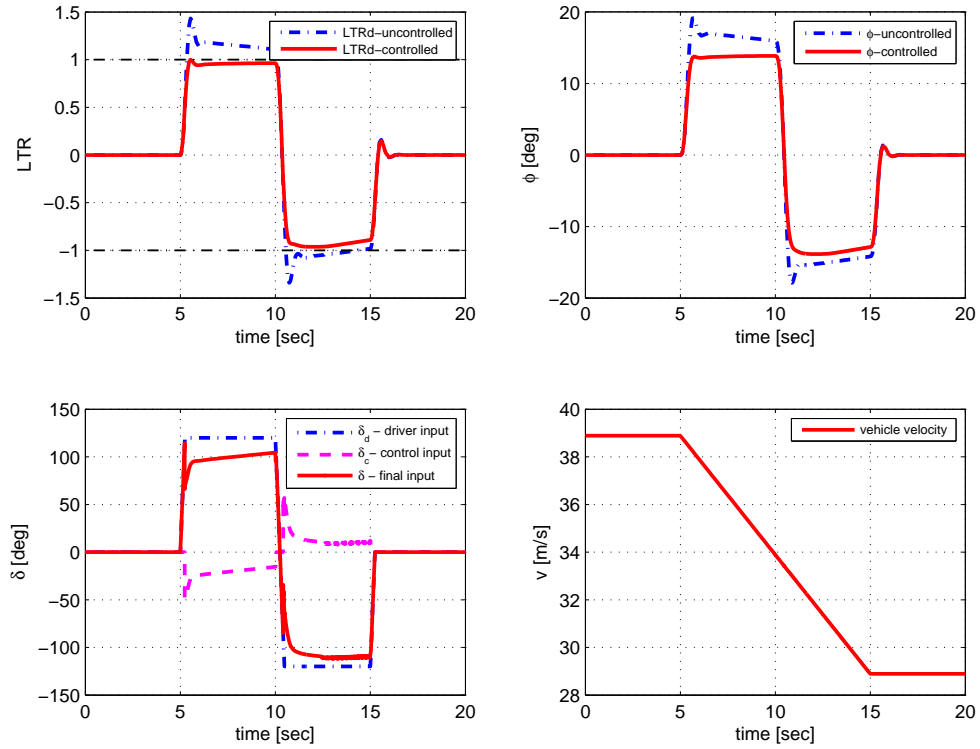 1.5
1
0.5
0
−0.5
−1
−1.5
0 5 10 15 20
LTR
time [sec]
LTRd−uncontrolled
LTRd−controlled
20
10
0
−10
−20
0 5 10 15 20
ϕ [deg]
time [sec]
ϕ−uncontrolled
ϕ−controlled
150
100
50
0
−50
−100
−150
0 5 10 15 20
δ [deg]
time [sec]
δd − driver input
δc − control input
δ − final input
40
38
36
34
32
30
28
0 5 10 15 20
v [m/s]
time [sec]
vehicle velocity